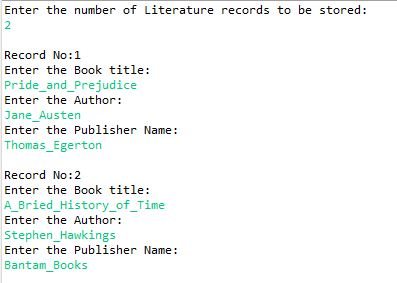 Enter the number of Literature records to be stored:
2
Record No:1
Enter the Book title:
Pride_and_Prejudice
Enter the Author:
Jane_Austen
Enter the Publisher Name:
Thomas_Egerton
Record No:2
Enter the Book title:
A_Bried_History_of_Time
Enter the Author:
Stephen_Hawkings
Enter the Publisher Name:
Bantam_Books